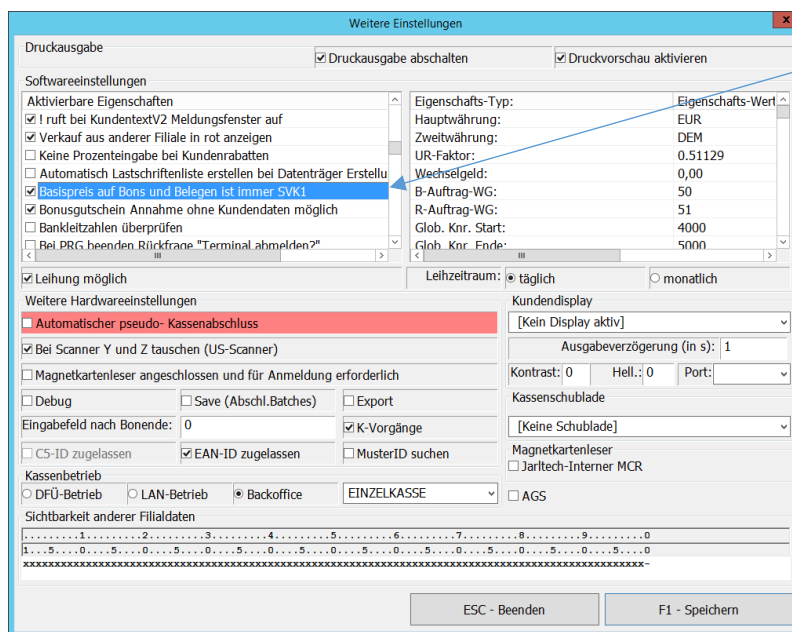 Weitere Einstellungen
x
Druckausgabe
Druckausgabe abschalten
Druckvorschau aktivieren
Softwareeinstellungen
Aktivierbare Eigenschaften
! ruft bei KundentextV2 Meldungsfenster auf
Verkauf aus anderer Filiale in rot anzeigen
Keine Prozenteingabe bei Kundenrabatten
Automatisch Lastschriftenliste erstellen bei Datenträger Erstellu
Basispreis auf Bons und Belegen ist immer SVK1
Bonusgutschein Annahme ohne Kundendaten möglich
Bankleitzahlen überprüfen
Bei PRG beenden Rückfrage "Terminal abmelden?"
Eigenschafts-Typ: Eigenschafts-Wert
Hauptwährung: EUR
Zweitwährung: DEM
UR-Faktor: 0.51129
Wechselgeld: 0,00
B-Auftrag-WG: 50
R-Auftrag-WG: 51
Glob. Knr. Start: 4000
Glob. Knr. Ende: 5000
Leihung möglich
Leihzeitraum: täglich monatlich
Weitere Hardwareeinstellungen
Automatischer pseudo- Kassenabschluss
Bei Scanner Y und Z tauschen (US-Scanner)
Magnetkartenleser angeschlossen und für Anmeldung erforderlich
Debug Save (Abschl.Batches) Export
Eingabefeld nach Bonende: 0 K-Vorgänge
C5-ID zugelassen EAN-ID zugelassen MusterID suchen
Kundendisplay
[Kein Display aktiv]
Ausgabeverzögerung (in s): 1
Kontrast: 0 Hell.: 0 Port:
Kassenschublade
[Keine Schublade]
Magnetkartenleser
Jarltech-Interner MCR
Kassenbetrieb
DFÜ-Betrieb LAN-Betrieb Backoffice EINZELKASSE
AGS
Sichtbarkeit anderer Filialdaten
.........1.........2.........3.........4.........5.........6.........7.........8.........9.........0
1...5....0....5....0....5....0....5....0....5....0....5....0....5....0....5....0....5....0....5....0
xxxxxxxxxxxxxxxxxxxxxxxxxxxxxxxxxxxxxxxxxxxxxxxxxxxxxxxxxxxxxxxxxxxxxxxxxxxxxxxxxxxxxxxxxxxxxxxxxxx-
ESC - Beenden
F1 - Speichern